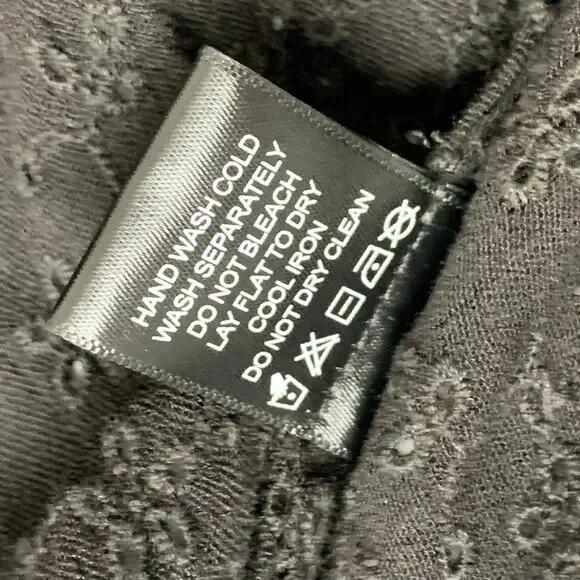 HAND WASH COLD
WASH SEPARATELY
DO NOT BLEACH
LAY FLAT TO DRY
COOL IRON
DO NOT DRY CLEAN